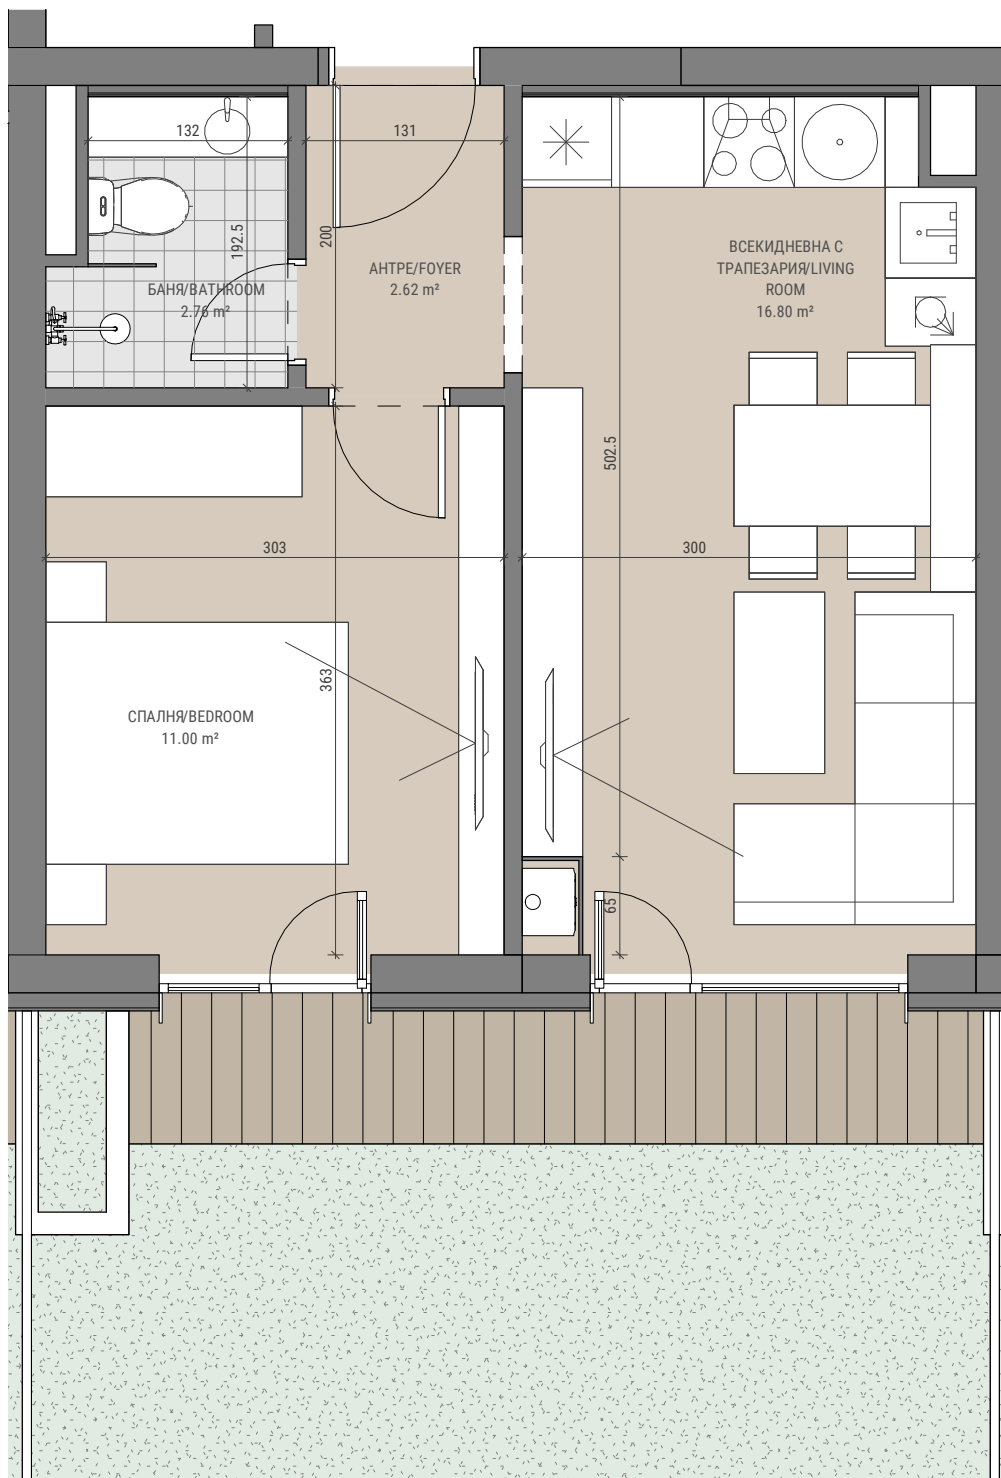 132
131
192.5
200
АНТРЕ/FOYER
2.62 m²
ВСЕКИДНЕВНА С
ТРАПЕЗАРИЯ/LIVING
ROOM
16.80 m²
БАНЯ/BATHROOM
2.76 m²
502.5
303
300
363
СПАЛНЯ/BEDROOM
11.00 m²
65